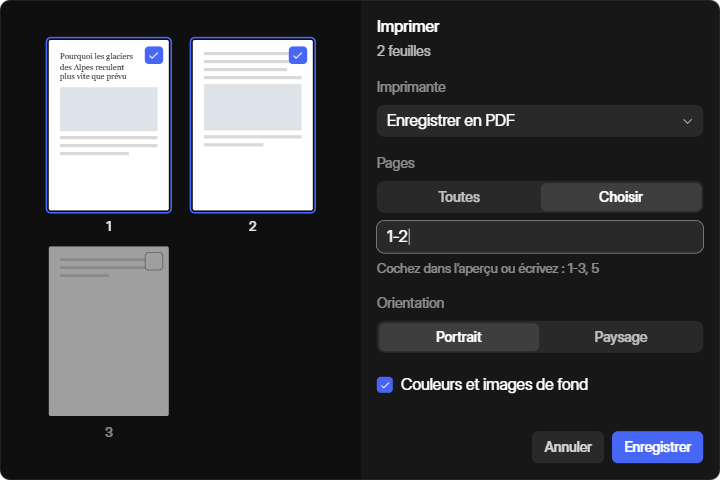 Pourquoi les glaciers
des Alpes reculent
plus vite que prévu
1
2
3
Imprimer
2 feuilles
Imprimante
Enregistrer en PDF
Pages
Toutes
Choisir
1-2
Cochez dans l'aperçu ou écrivez : 1-3, 5
Orientation
Portrait
Paysage
Couleurs et images de fond
Annuler
Enregistrer